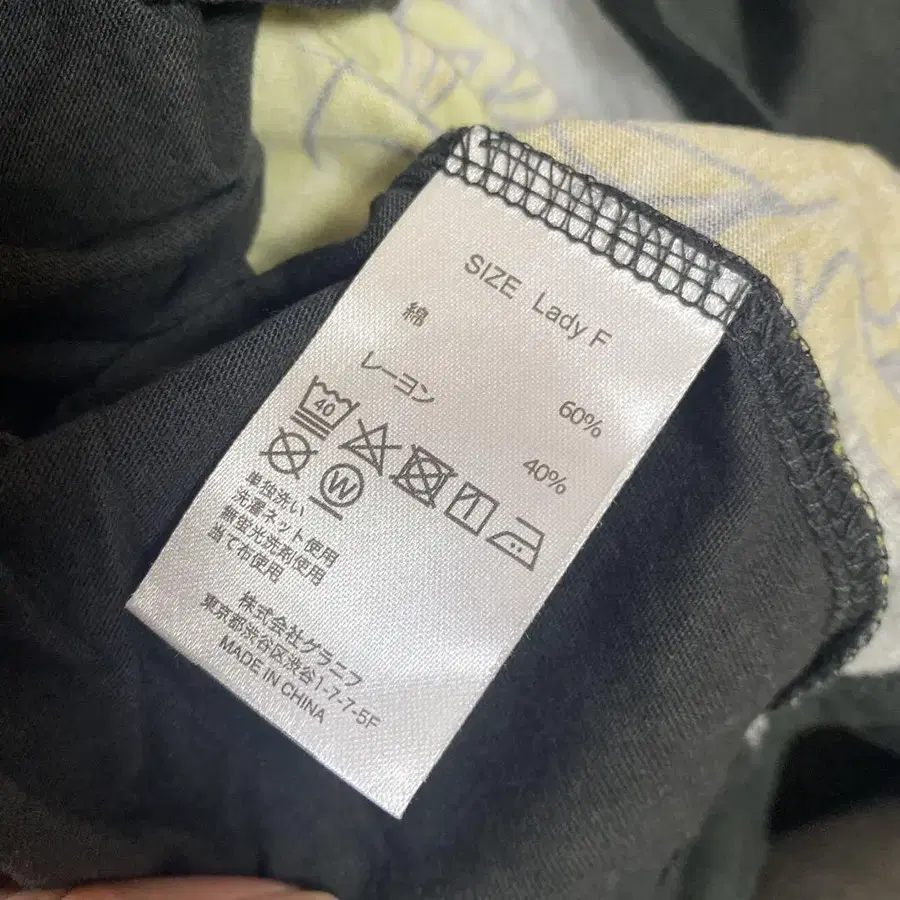 SIZE Lady F
綿 60%
レーヨン 40%
40
W
単独洗い
洗濯ネット使用
無蛍光洗剤使用
当て布使用
株式会社グラニフ
東京都渋谷区渋谷1-7-7-5F
MADE IN CHINA